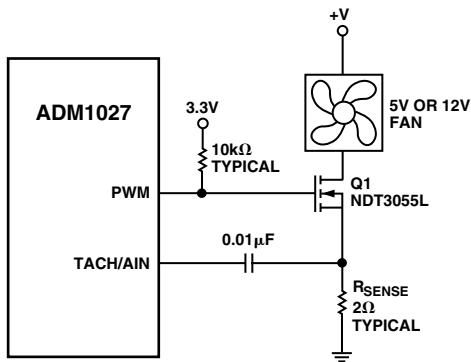 +V
ADM1027
3.3V
5V OR 12V
FAN
10kΩ
TYPICAL
Q1
NDT3055L
PWM
0.01μF
TACH/AIN
RSENSE
2Ω
TYPICAL